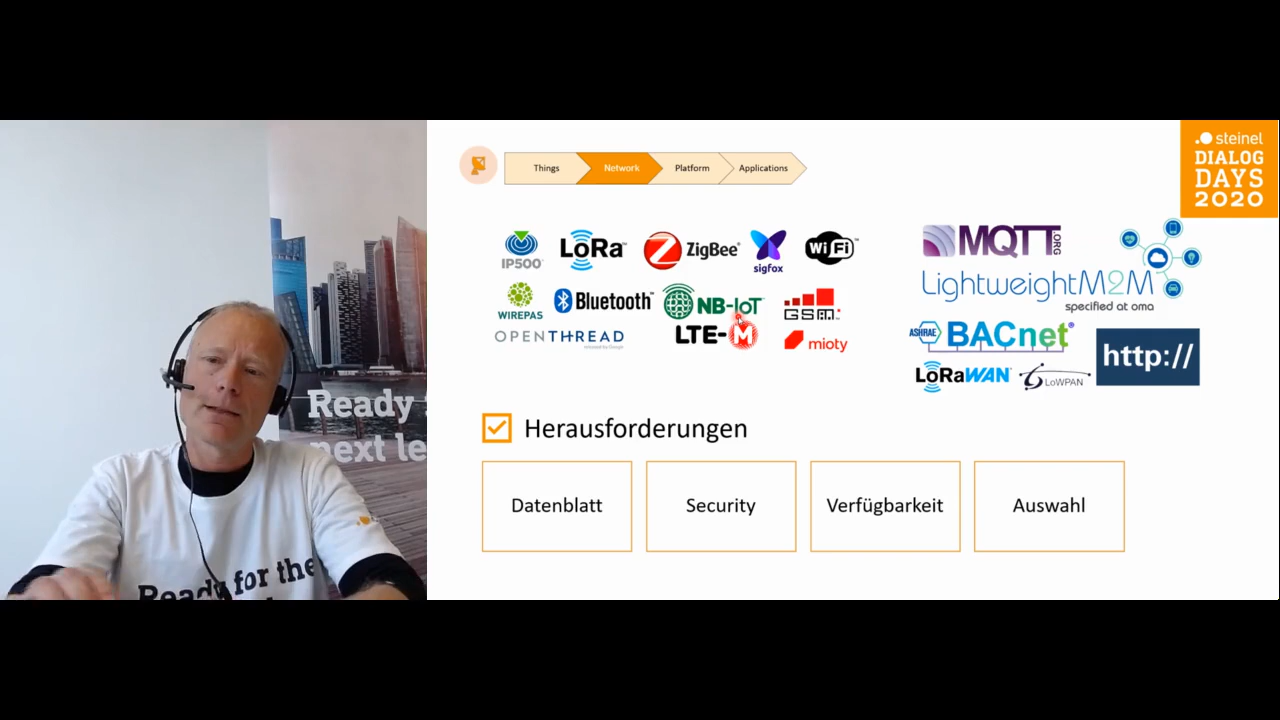 steinel
DIALOG
DAYS
2020
Things
Network
Platform
Applications
IP500
LoRa
ZigBee
sigfox
WiFi
WIREPAS
Bluetooth
NB-IoT
GSM
OPENTHREAD
LTE-M
mioty
MQTT.ORG
LightweightM2M
specified at oma
ASHRAE BACnet
http://
LoRaWAN
6LoWPAN
Herausforderungen
Datenblatt
Security
Verfügbarkeit
Auswahl
Ready
next le
Ready for the